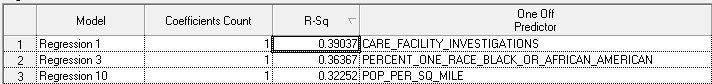 Model Coefficients Count R-Sq One Off Predictor
1 Regression 1 1 0.39037 CARE_FACILITY_INVESTIGATIONS
2 Regression 3 1 0.36367 PERCENT_ONE_RACE_BLACK_OR_AFRICAN_AMERICAN
3 Regression 10 1 0.32252 POP_PER_SQ_MILE